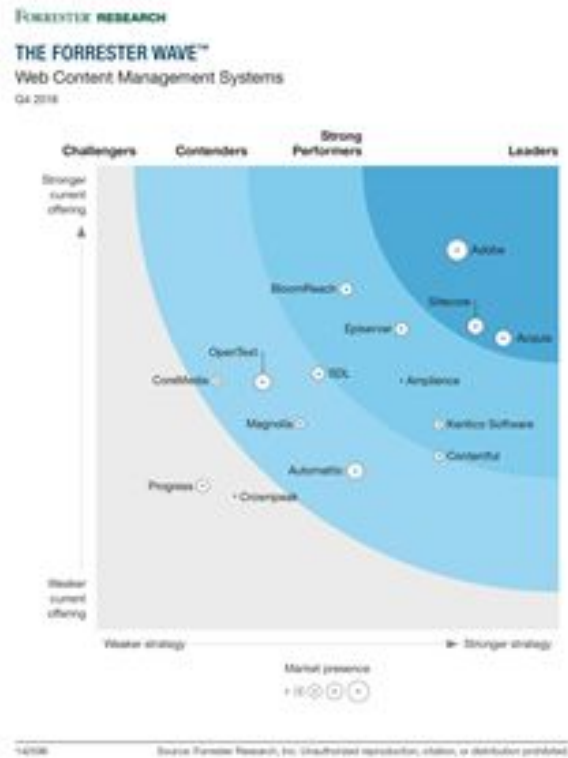 FORRESTER RESEARCH
THE FORRESTER WAVE™
Web Content Management Systems
Q4 2018
Challengers
Contenders
Strong
Performers
Leaders
Stronger
current
offering
Adobe
BloomReach
Sitecore
Episerver
Acquia
OpenText
CoreMedia
SDL
Amplience
Magnolia
Kentico Software
Contentful
Automattic
Progress
Crownpeak
Weaker
current
offering
Weaker strategy
Stronger strategy
Market presence
Source: Forrester Research, Inc. Unauthorized reproduction, citation, or distribution prohibited.